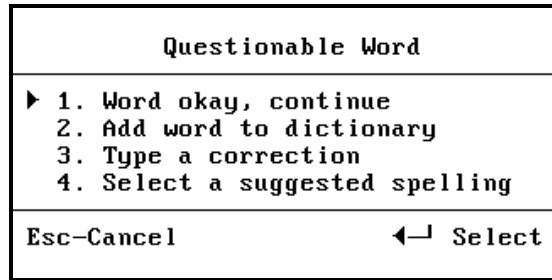 Questionable Word
1. Word okay, continue
2. Add word to dictionary
3. Type a correction
4. Select a suggested spelling
Esc-Cancel ◄─┘ Select